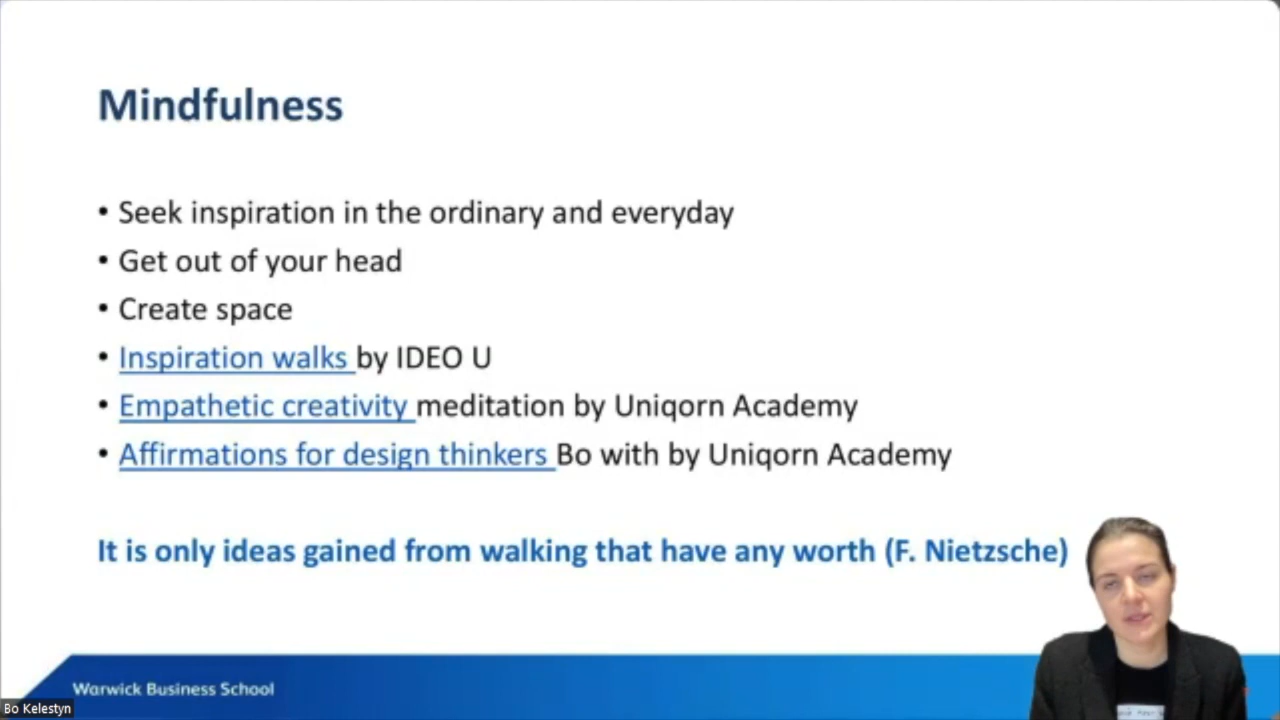 Mindfulness
• Seek inspiration in the ordinary and everyday
• Get out of your head
• Create space
• Inspiration walks by IDEO U
• Empathetic creativity meditation by Uniqorn Academy
• Affirmations for design thinkers Bo with by Uniqorn Academy
It is only ideas gained from walking that have any worth (F. Nietzsche)
Warwick Business School
Bo Kelestyn